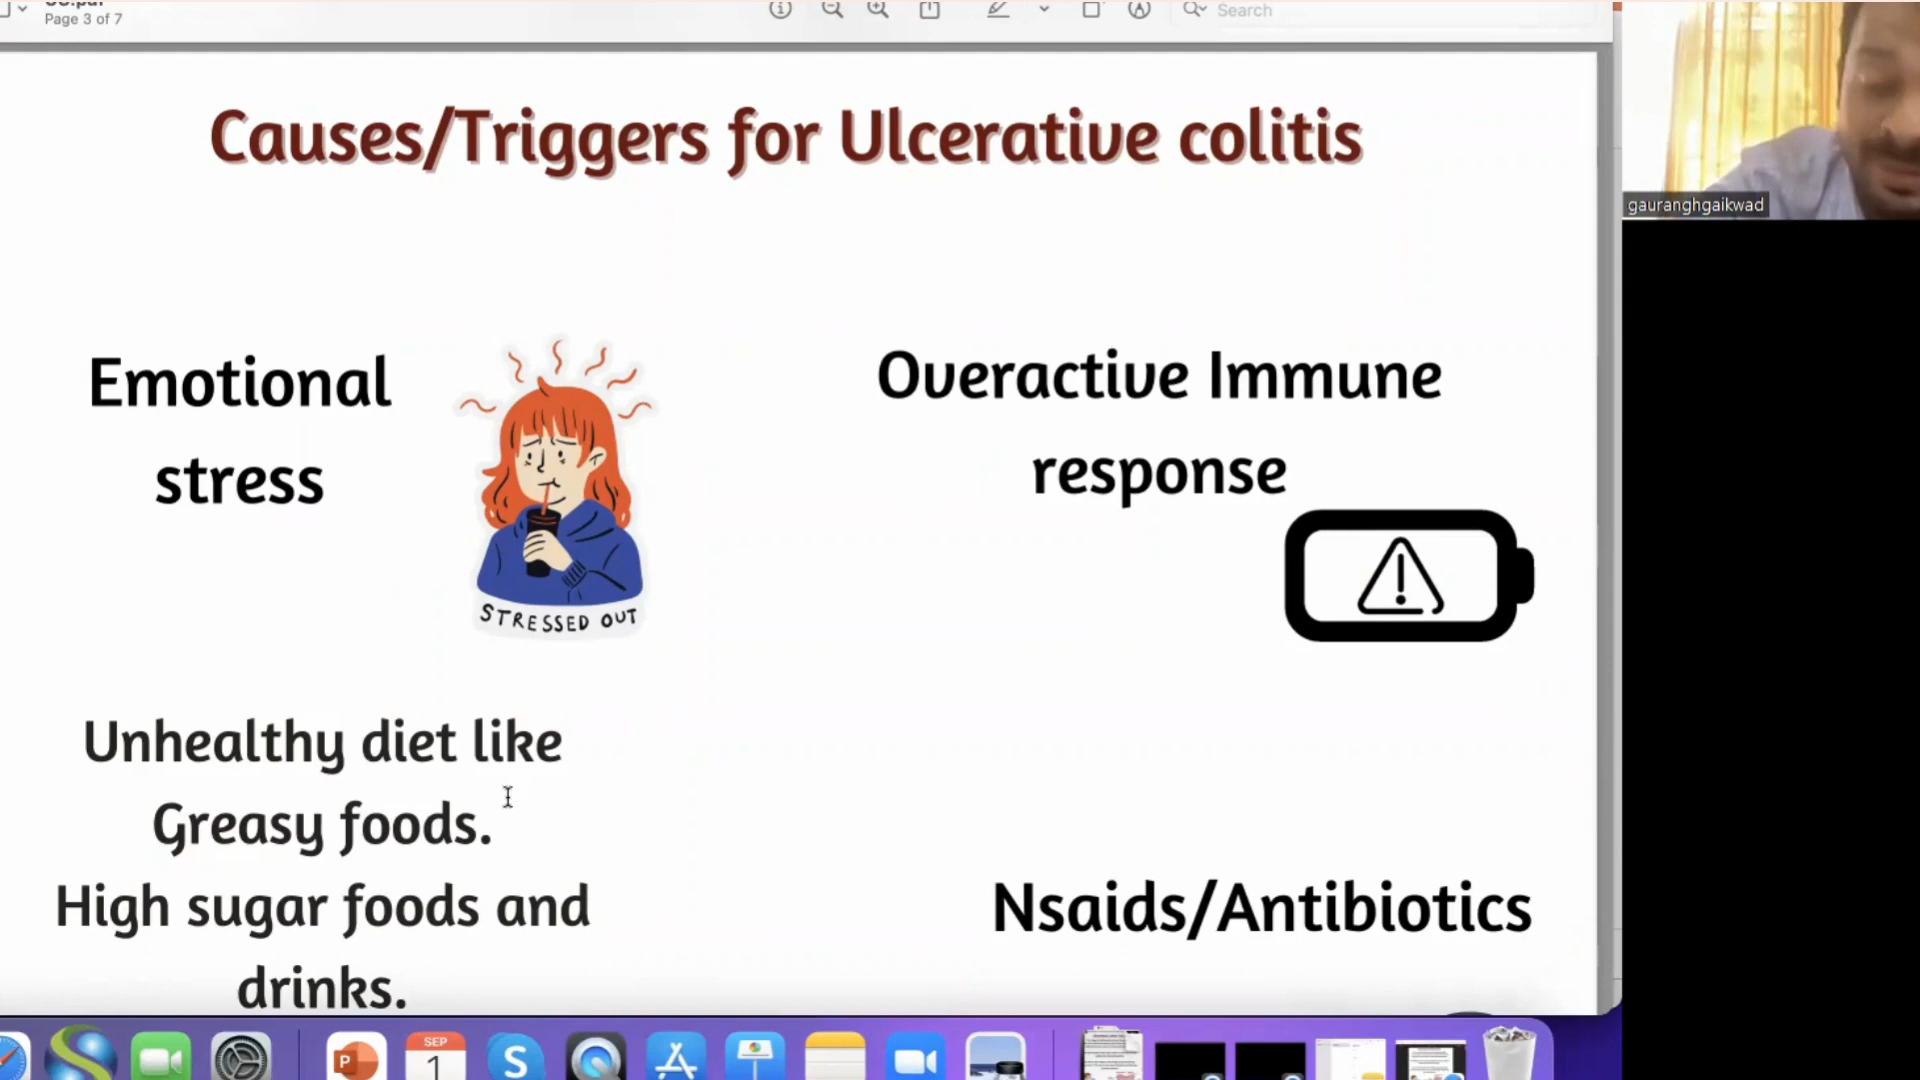 Page 3 of 7
Search
Causes/Triggers for Ulcerative colitis
gauranghgaikwad
Emotional
stress
STRESSED OUT
Overactive Immune
response
Unhealthy diet like
Greasy foods.
High sugar foods and
drinks.
Nsaids/Antibiotics
SEP
1